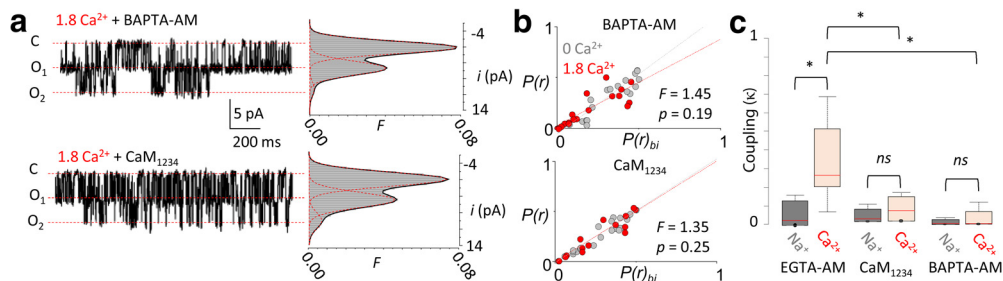 a
1.8 Ca²⁺ + BAPTA-AM
C
O₁
O₂
5 pA
200 ms
-4
i (pA)
14
0.00
F
0.08
1.8 Ca²⁺ + CaM₁₂₃₄
C
O₁
O₂
-4
i (pA)
14
0.00
F
0.08
b
BAPTA-AM
1
P(r)
0
0 Ca²⁺
1.8 Ca²⁺
F = 1.45
p = 0.19
0
P(r)bi
1
CaM₁₂₃₄
1
P(r)
0
F = 1.35
p = 0.25
0
P(r)bi
1
c
Coupling (κ)
1
0
*
*
*
ns
ns
Na⁺
Ca²⁺
Na⁺
Ca²⁺
Na⁺
Ca²⁺
EGTA-AM
CaM₁₂₃₄
BAPTA-AM